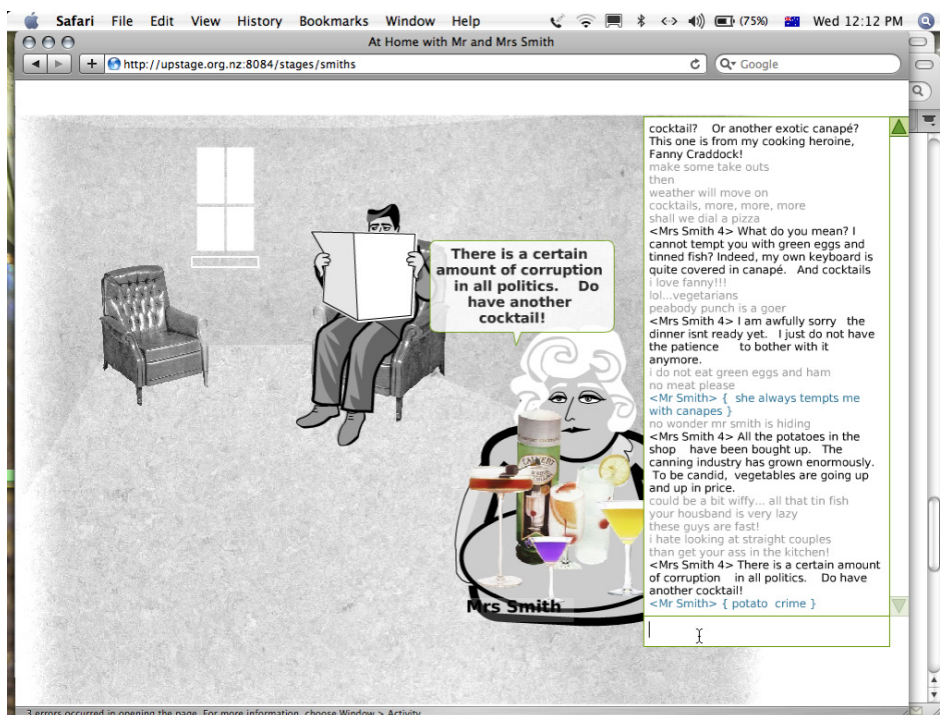 Safari File Edit View History Bookmarks Window Help (75%) Wed 12:12 PM
At Home with Mr and Mrs Smith
http://upstage.org.nz:8084/stages/smiths Google
There is a certain
amount of corruption
in all politics. Do
have another
cocktail!
Mrs Smith
cocktail? Or another exotic canapé?
This one is from my cooking heroine,
Fanny Craddock!
make some take outs
then
weather will move on
cocktails, more, more, more
shall we dial a pizza
<Mrs Smith 4> What do you mean? I
cannot tempt you with green eggs and
tinned fish? Indeed, my own keyboard is
quite covered in canapé. And cocktails
i love fanny!!!
lol...vegetarians
peabody punch is a goer
<Mrs Smith 4> I am awfully sorry the
dinner isnt ready yet. I just do not have
the patience to bother with it
anymore.
i do not eat green eggs and ham
no meat please
<Mr Smith> { she always tempts me
with canapes }
no wonder mr smith is hiding
<Mrs Smith 4> All the potatoes in the
shop have been bought up. The
canning industry has grown enormously.
To be candid, vegetables are going up
and up in price.
could be a bit wiffy... all that tin fish
your housband is very lazy
these guys are fast!
i hate looking at straight couples
than get your ass in the kitchen!
<Mrs Smith 4> There is a certain amount
of corruption in all politics. Do have
another cocktail!
<Mr Smith> { potato crime }
3 errors occurred in opening the page. For more information, choose Window > Activity